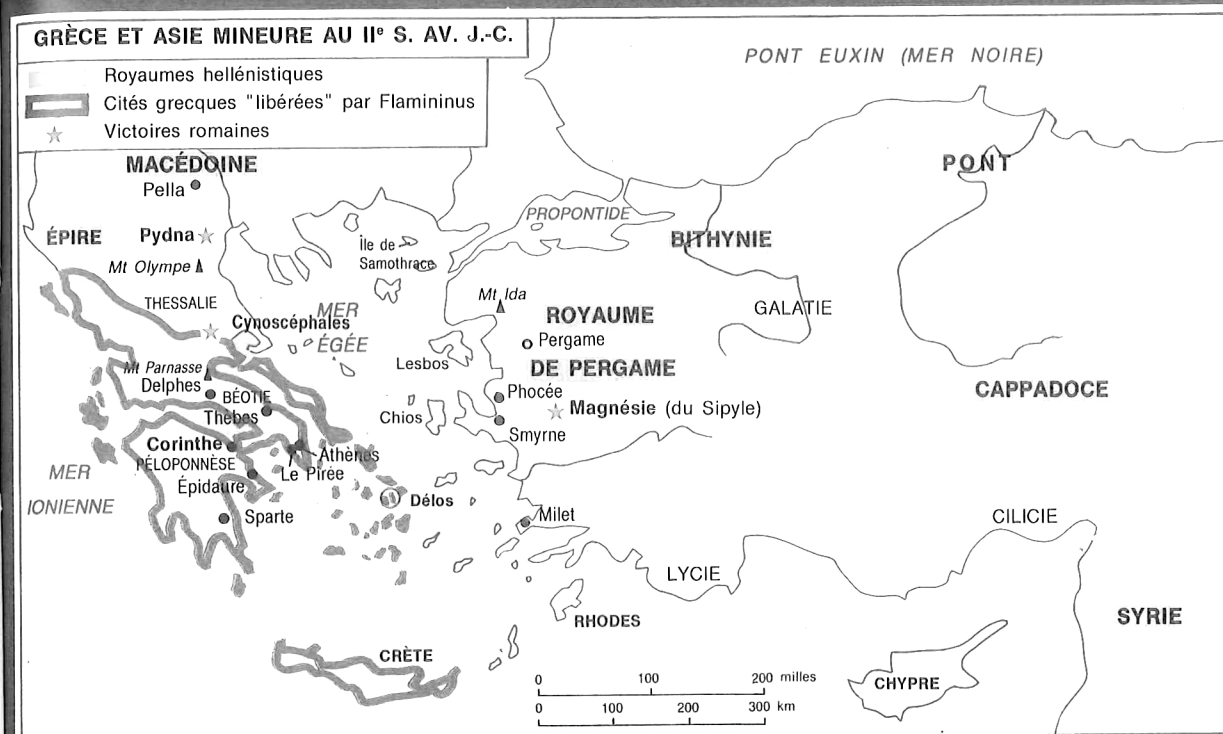 GRÈCE ET ASIE MINEURE AU IIe S. AV. J.-C.
Royaumes hellénistiques
Cités grecques "libérées" par Flamininus
Victoires romaines
PONT EUXIN (MER NOIRE)
MACÉDOINE
Pella
PONT
ÉPIRE
Pydna
PROPONTIDE
BITHYNIE
Île de
Samothrace
Mt Olympe
THESSALIE
Mt Ida
GALATIE
MER
ÉGÉE
Cynoscéphales
ROYAUME
DE PERGAME
Pergame
Lesbos
Mt Parnasse
Delphes
BÉOTIE
Thèbes
Phocée
CAPPADOCE
Chios
Magnésie (du Sipyle)
Smyrne
Corinthe
PÉLOPONNÈSE
Athènes
Le Pirée
Épidaure
MER
IONIENNE
Délos
Sparte
Milet
CILICIE
LYCIE
RHODES
SYRIE
CRÈTE
CHYPRE
0 100 200 milles
0 100 200 300 km